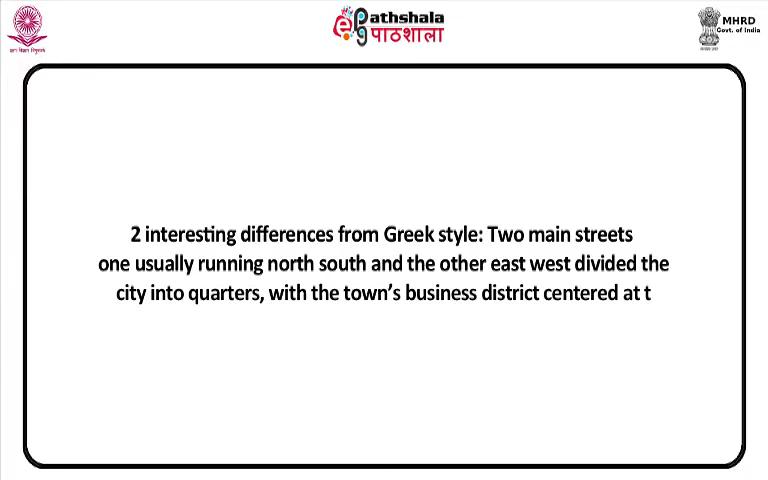 ePathshala
पाठशाला
MHRD
Govt. of India
2 interesting differences from Greek style: Two main streets
one usually running north south and the other east west divided the
city into quarters, with the town’s business district centered at t